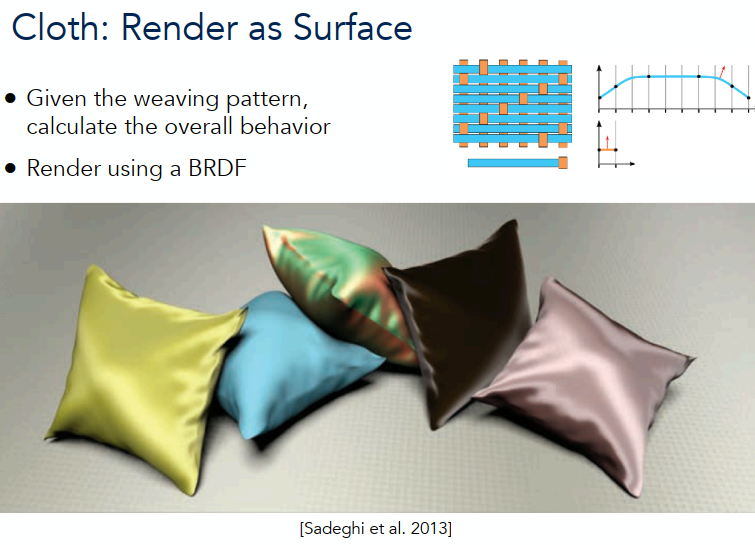 Cloth: Render as Surface
• Given the weaving pattern,
calculate the overall behavior
• Render using a BRDF
[Sadeghi et al. 2013]